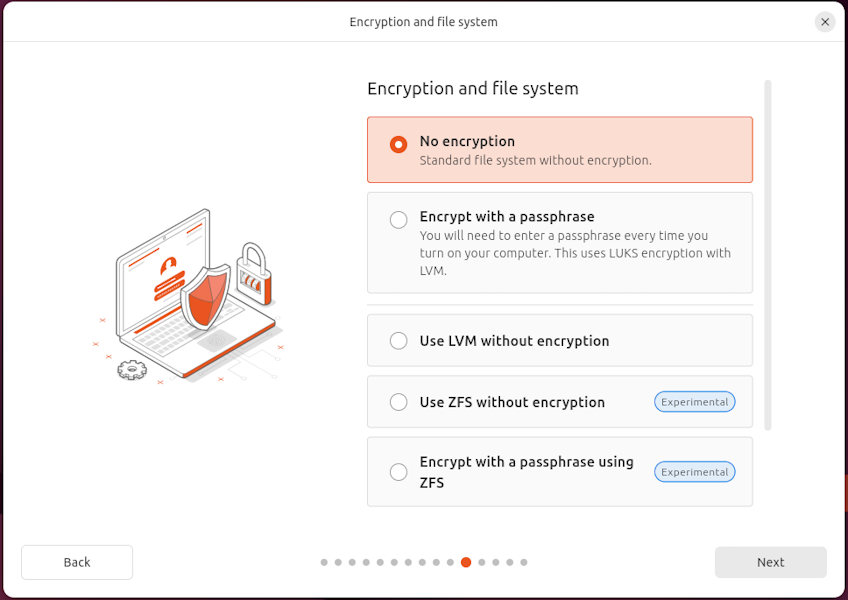 Encryption and file system
Encryption and file system
No encryption
Standard file system without encryption.
Encrypt with a passphrase
You will need to enter a passphrase every time you
turn on your computer. This uses LUKS encryption with
LVM.
Use LVM without encryption
Use ZFS without encryption
Experimental
Encrypt with a passphrase using
ZFS
Experimental
Back
Next